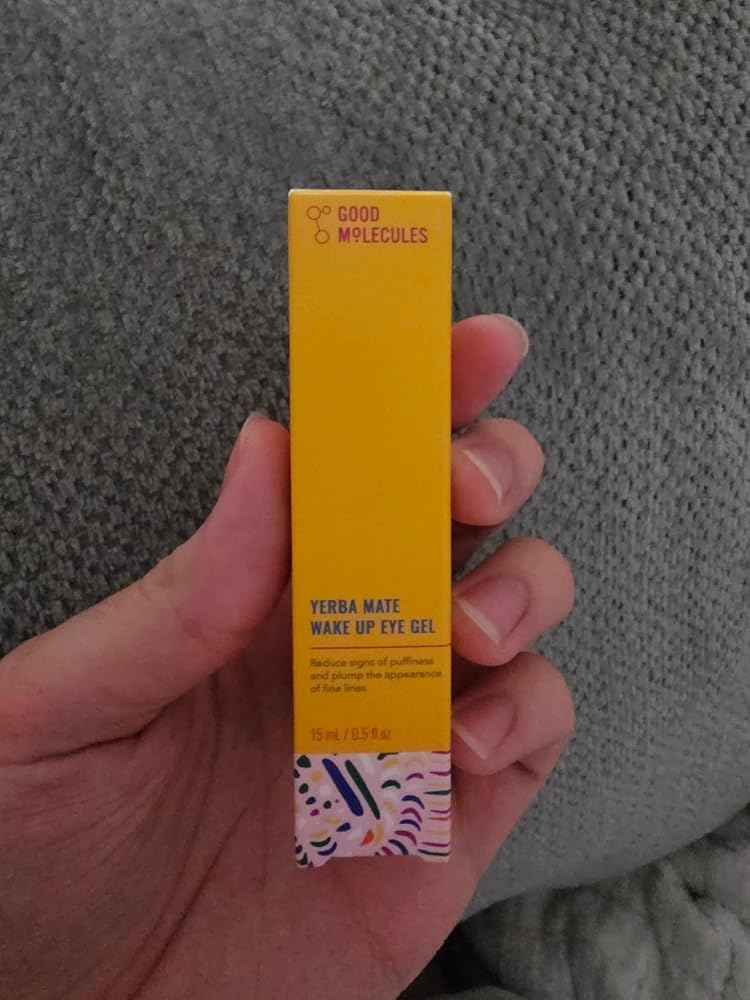 GOOD
MOLECULES
YERBA MATE
WAKE UP EYE GEL
Reduce signs of puffiness
and plump the appearance
of fine lines
15 mL / 0.5 fl oz